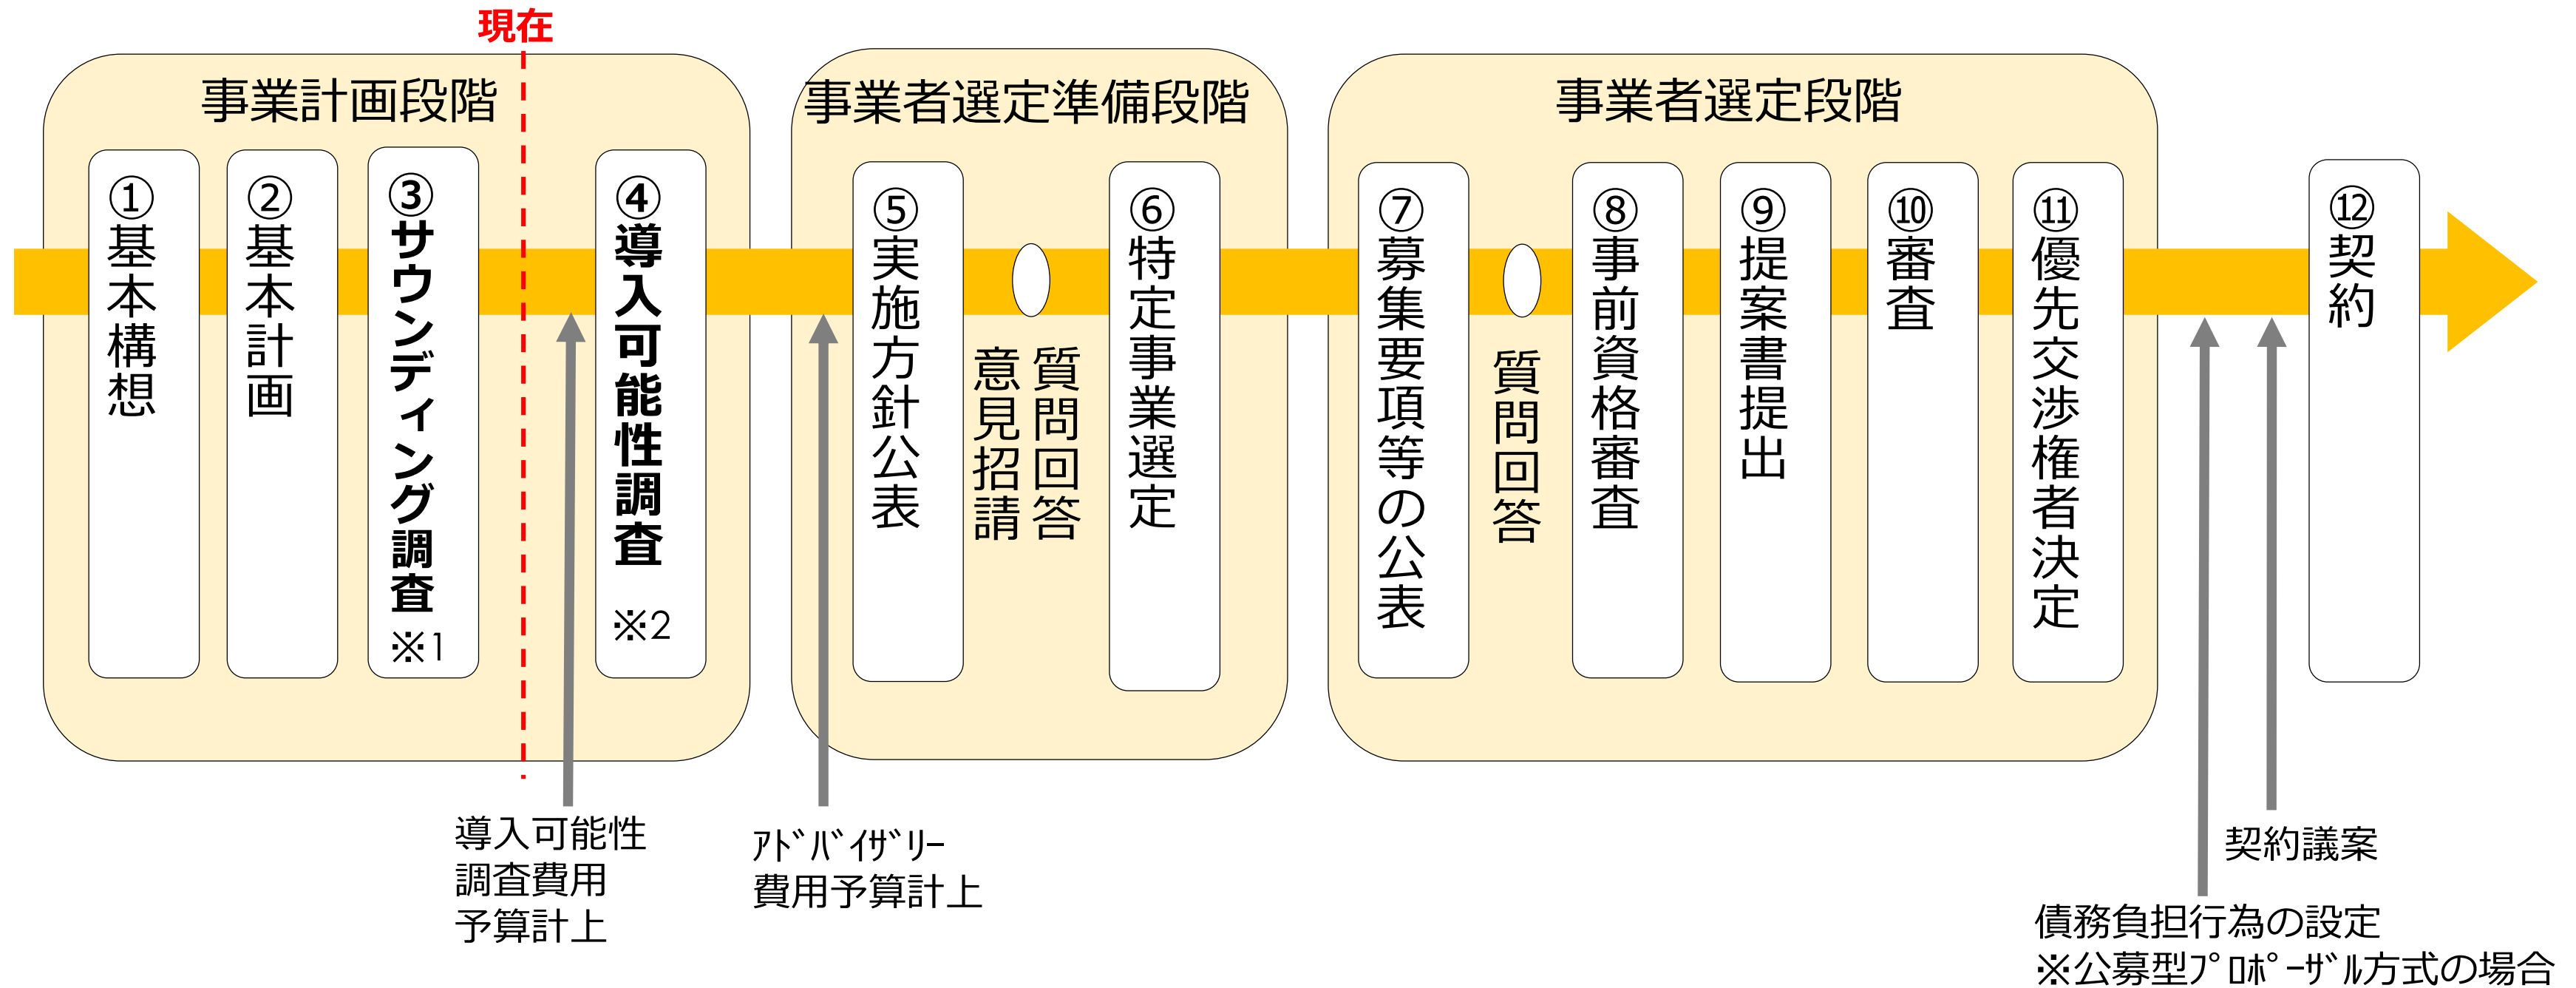 現在
事業計画段階
①基本構想
②基本計画
③サウンディング調査
※1
④導入可能性調査
※2
導入可能性
調査費用
予算計上
事業者選定準備段階
⑤実施方針公表
質問回答
意見招請
⑥特定事業選定
ｱﾄﾞﾊﾞｲｻﾞﾘｰ
費用予算計上
事業者選定段階
⑦募集要項等の公表
質問回答
⑧事前資格審査
⑨提案書提出
⑩審査
⑪優先交渉権者決定
⑫契約
契約議案
債務負担行為の設定
※公募型ﾌﾟﾛﾎﾟｰｻﾞﾙ方式の場合